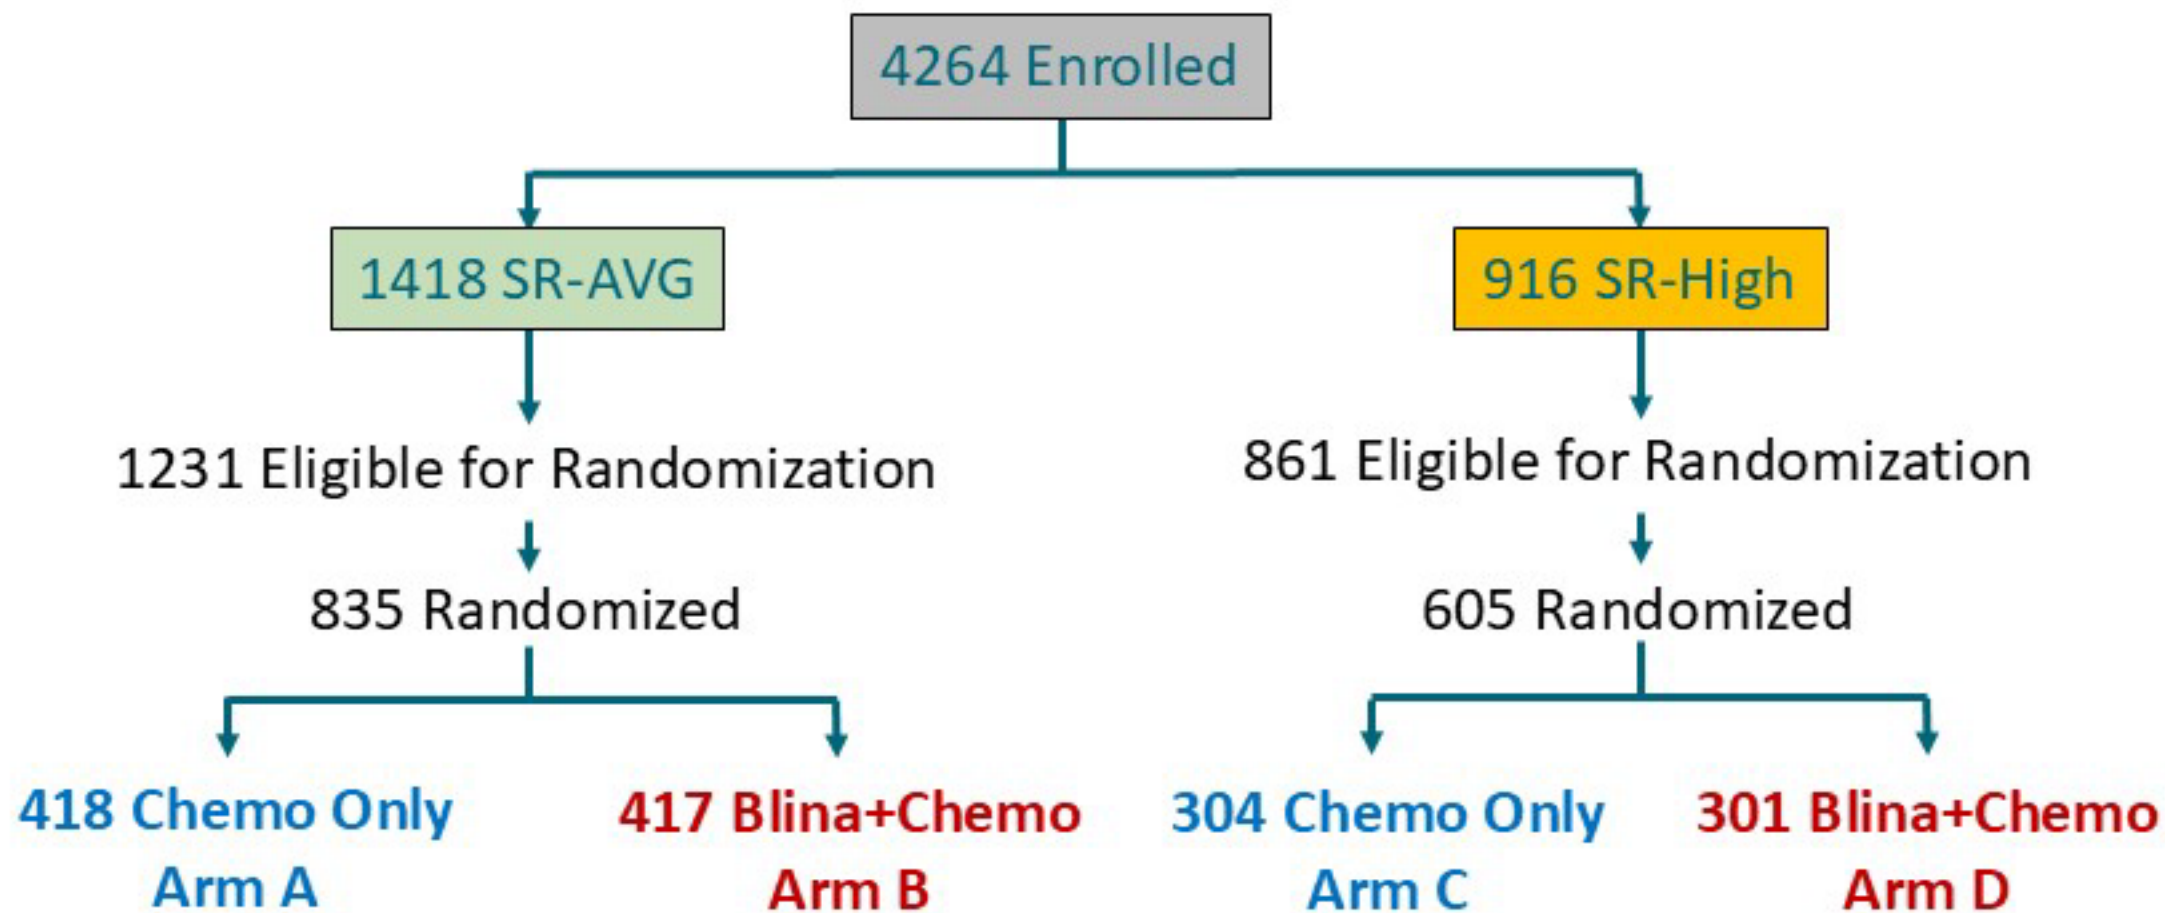 4264 Enrolled
1418 SR-AVG
916 SR-High
1231 Eligible for Randomization
861 Eligible for Randomization
835 Randomized
605 Randomized
418 Chemo Only
Arm A
417 Blina+Chemo
Arm B
304 Chemo Only
Arm C
301 Blina+Chemo
Arm D